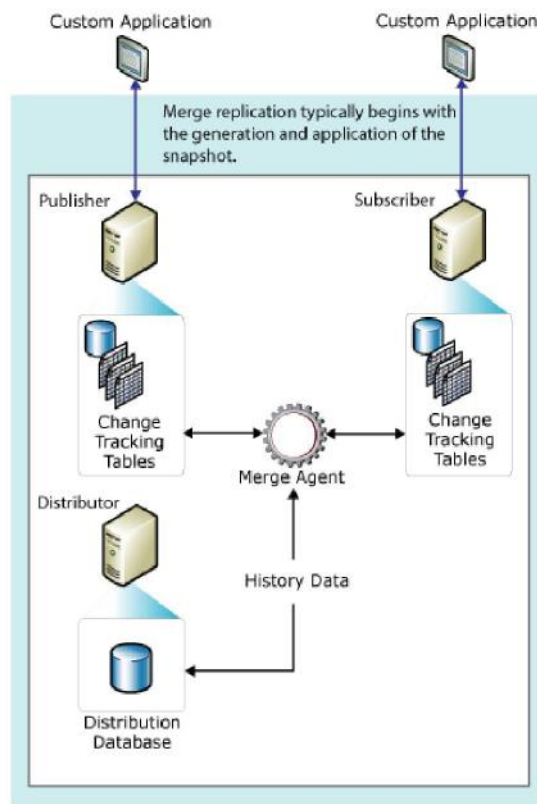 Custom Application
Custom Application
Merge replication typically begins with
the generation and application of the
snapshot.
Publisher
Subscriber
Change
Tracking
Tables
Change
Tracking
Tables
Merge Agent
Distributor
History Data
Distribution
Database